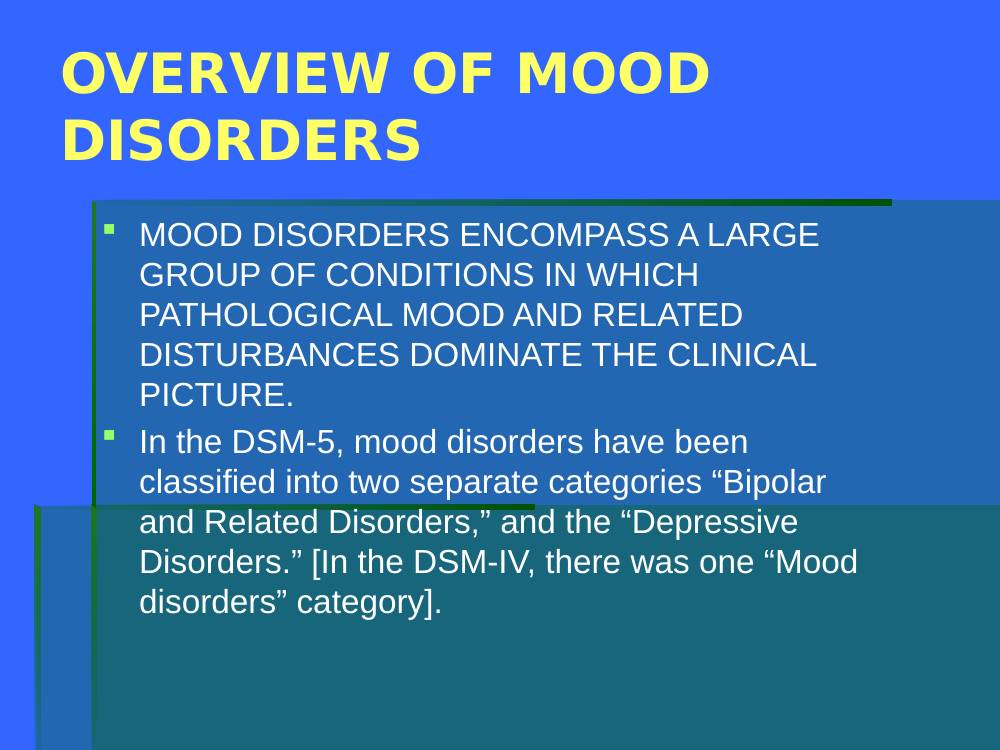 OVERVIEW OF MOOD
DISORDERS
MOOD DISORDERS ENCOMPASS A LARGE
GROUP OF CONDITIONS IN WHICH
PATHOLOGICAL MOOD AND RELATED
DISTURBANCES DOMINATE THE CLINICAL
PICTURE.
In the DSM-5, mood disorders have been
classified into two separate categories “Bipolar
and Related Disorders,” and the “Depressive
Disorders.” [In the DSM-IV, there was one “Mood
disorders” category].